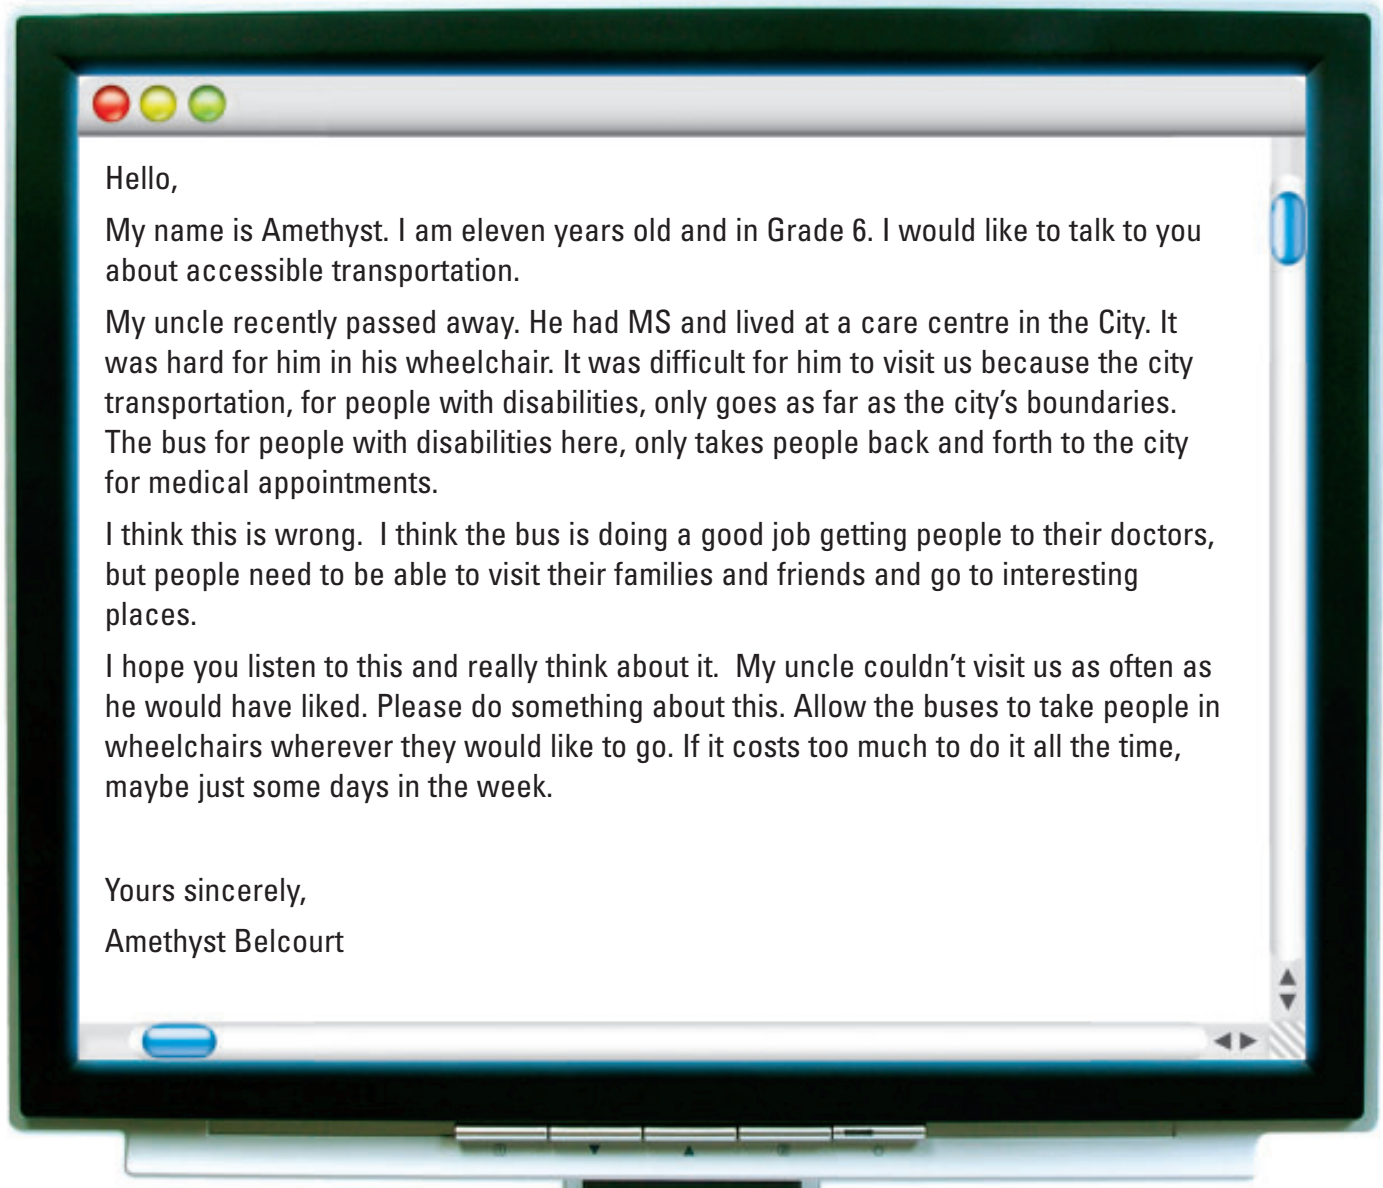 Hello,
My name is Amethyst. I am eleven years old and in Grade 6. I would like to talk to you
about accessible transportation.
My uncle recently passed away. He had MS and lived at a care centre in the City. It
was hard for him in his wheelchair. It was difficult for him to visit us because the city
transportation, for people with disabilities, only goes as far as the city’s boundaries.
The bus for people with disabilities here, only takes people back and forth to the city
for medical appointments.
I think this is wrong.  I think the bus is doing a good job getting people to their doctors,
but people need to be able to visit their families and friends and go to interesting
places.
I hope you listen to this and really think about it.  My uncle couldn’t visit us as often as
he would have liked. Please do something about this. Allow the buses to take people in
wheelchairs wherever they would like to go. If it costs too much to do it all the time,
maybe just some days in the week.
Yours sincerely,
Amethyst Belcourt